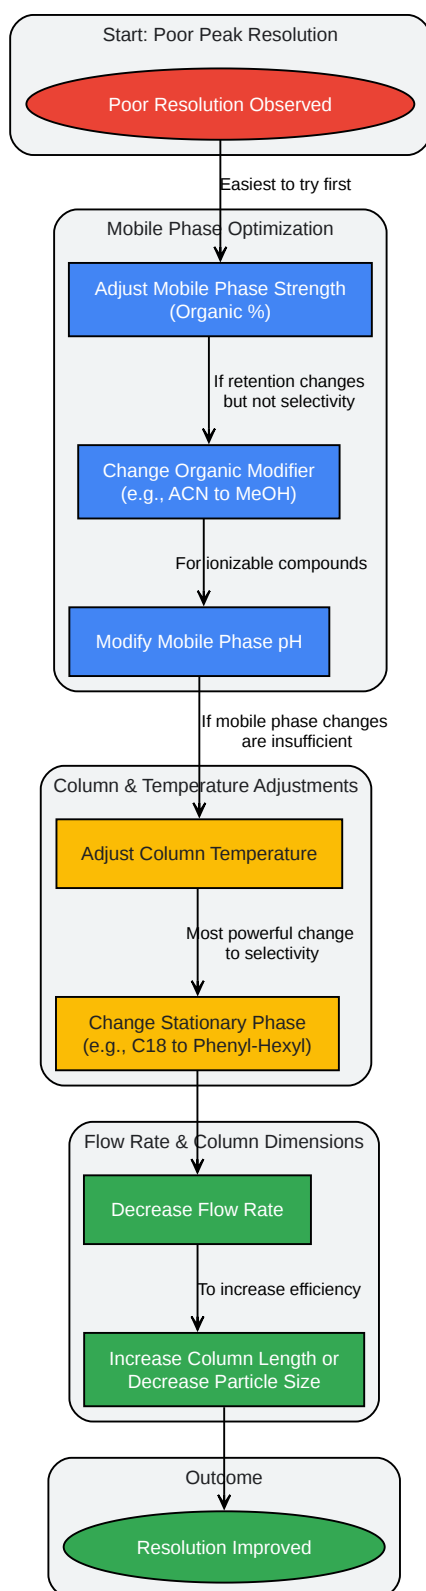 Start: Poor Peak Resolution
Poor Resolution Observed
Easiest to try first
Mobile Phase Optimization
Adjust Mobile Phase Strength
(Organic %)
If retention changes
but not selectivity
Change Organic Modifier
(e.g., ACN to MeOH)
For ionizable compounds
Modify Mobile Phase pH
If mobile phase changes
are insufficient
Column & Temperature Adjustments
Adjust Column Temperature
Most powerful change
to selectivity
Change Stationary Phase
(e.g., C18 to Phenyl-Hexyl)
Flow Rate & Column Dimensions
Decrease Flow Rate
To increase efficiency
Increase Column Length or
Decrease Particle Size
Outcome
Resolution Improved